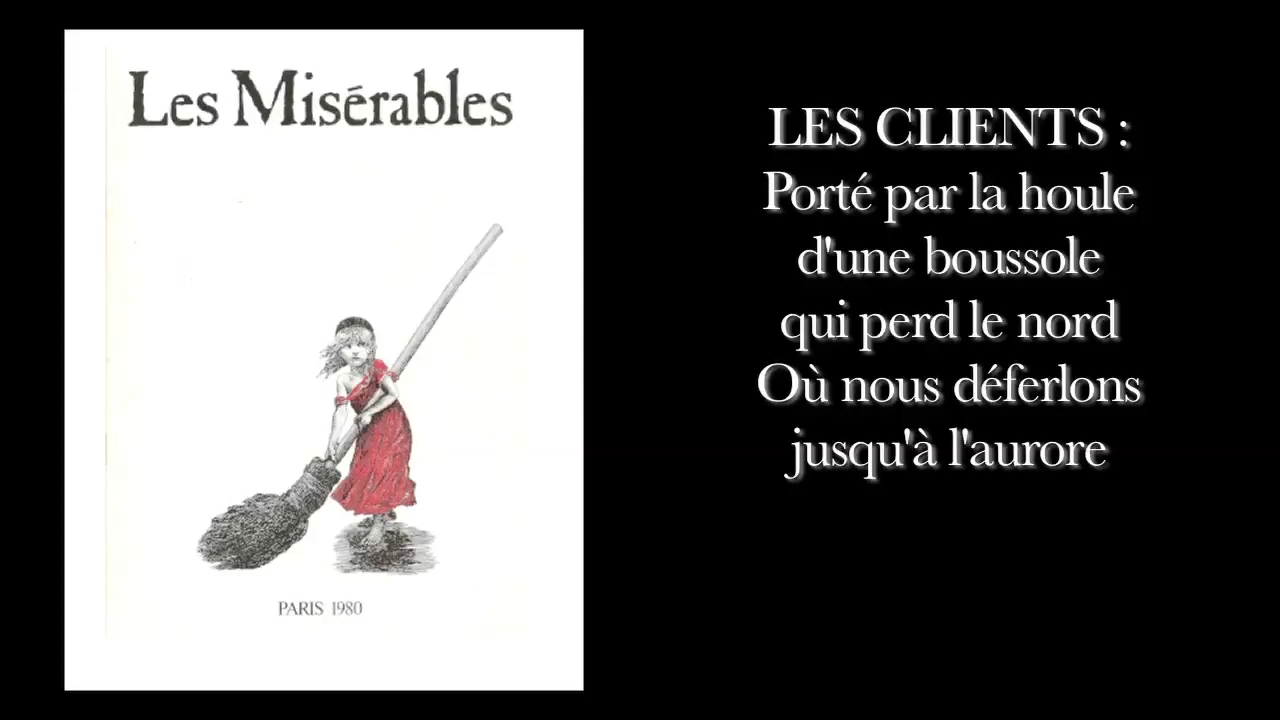 Les Misérables
PARIS 1980
LES CLIENTS :
Porté par la houle
d'une boussole
qui perd le nord
Où nous déferlons
jusqu'à l'aurore